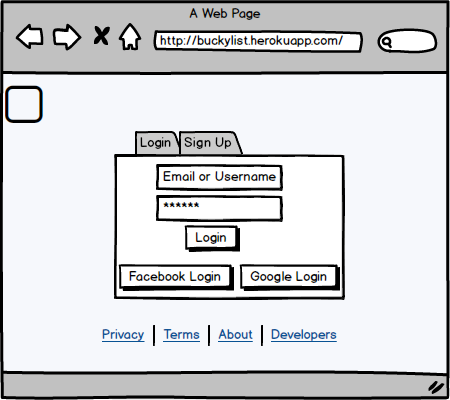 A Web Page
http://buckylist.herokuapp.com/
Login Sign Up
Email or Username
******
Login
Facebook Login Google Login
Privacy | Terms | About | Developers